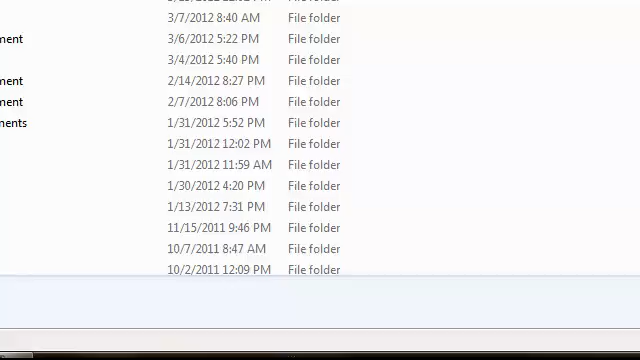 3/7/2012 8:40 AM File folder
ment 3/6/2012 5:22 PM File folder
3/4/2012 5:40 PM File folder
ment 2/14/2012 8:27 PM File folder
ment 2/7/2012 8:06 PM File folder
ments 1/31/2012 5:52 PM File folder
1/31/2012 12:02 PM File folder
1/31/2012 11:59 AM File folder
1/30/2012 4:20 PM File folder
1/13/2012 7:31 PM File folder
11/15/2011 9:46 PM File folder
10/7/2011 8:47 AM File folder
10/2/2011 12:09 PM File folder